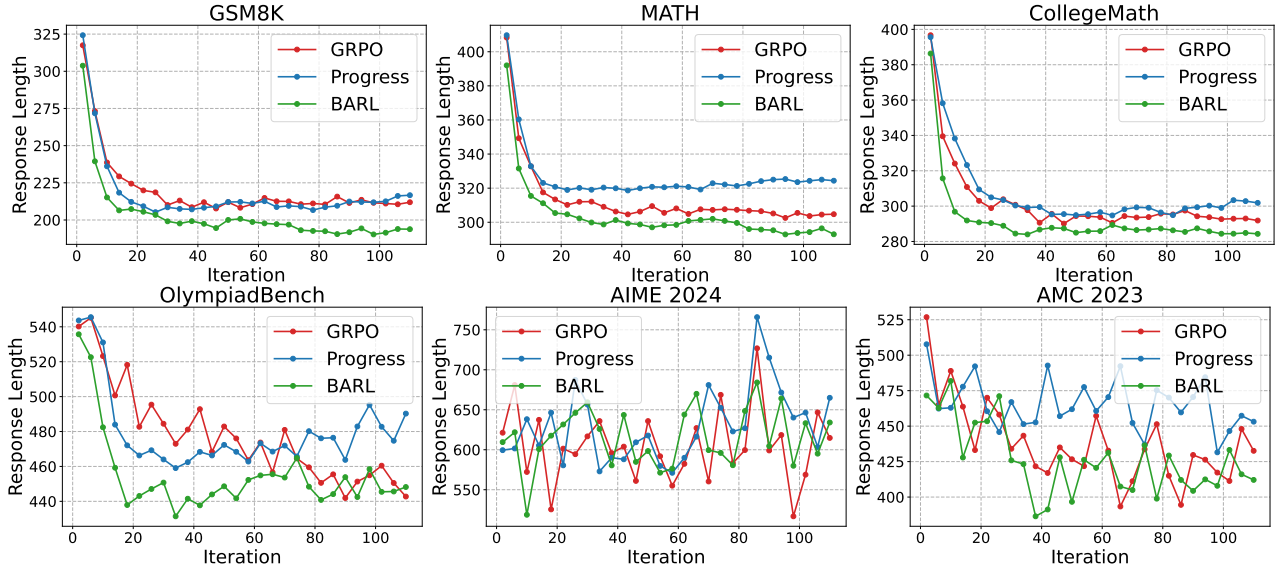 GSM8K
MATH
CollegeMath
Response Length
325
300
275
250
225
200
GRPO
Progress
BARL
0 20 40 60 80 100
Iteration
Response Length
400
380
360
340
320
300
GRPO
Progress
BARL
0 20 40 60 80 100
Iteration
Response Length
400
380
360
340
320
300
280
GRPO
Progress
BARL
0 20 40 60 80 100
Iteration
OlympiadBench
AIME 2024
AMC 2023
Response Length
540
520
500
480
460
440
GRPO
Progress
BARL
0 20 40 60 80 100
Iteration
Response Length
750
700
650
600
550
GRPO
Progress
BARL
0 20 40 60 80 100
Iteration
Response Length
525
500
475
450
425
400
GRPO
Progress
BARL
0 20 40 60 80 100
Iteration